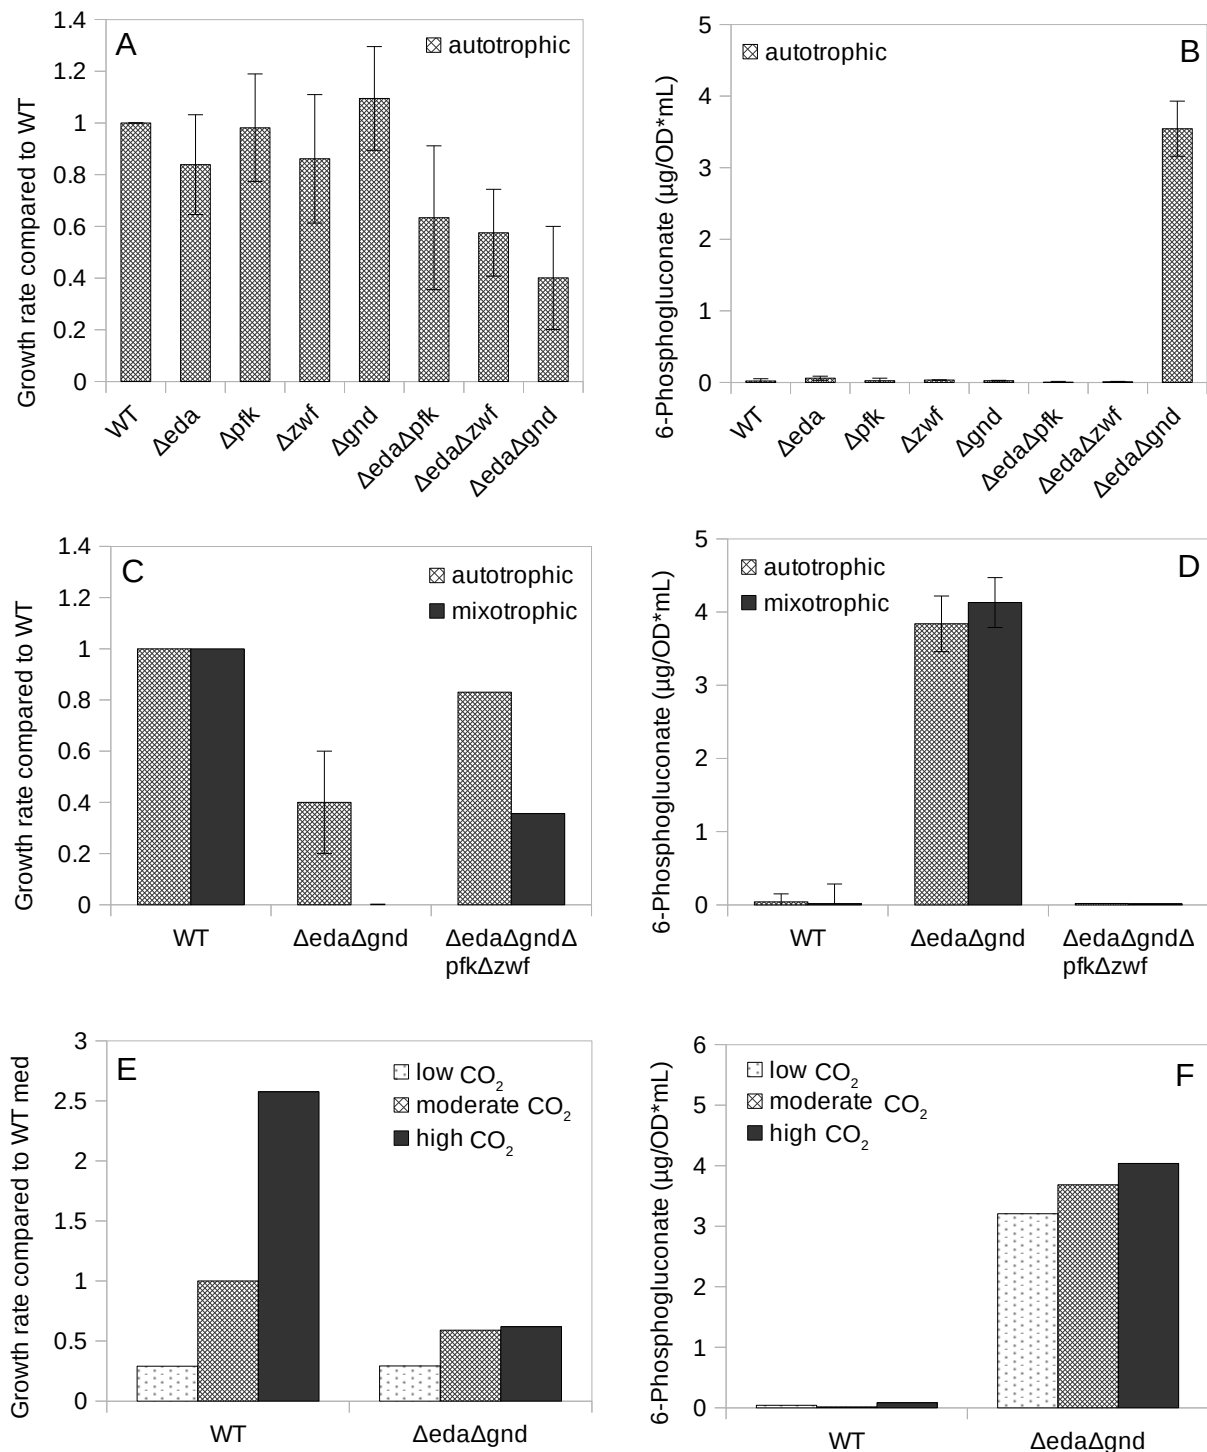 A
autotrophic
Growth rate compared to WT
1.4
1.2
1
0.8
0.6
0.4
0.2
0
WT
Δeda
Δpfk
Δzwf
Δgnd
ΔedaΔpfk
ΔedaΔzwf
ΔedaΔgnd
B
autotrophic
6-Phosphogluconate (µg/OD*mL)
5
4
3
2
1
0
WT
Δeda
Δpfk
Δzwf
Δgnd
ΔedaΔpfk
ΔedaΔzwf
ΔedaΔgnd
C
autotrophic
mixotrophic
Growth rate compared to WT
1.4
1.2
1
0.8
0.6
0.4
0.2
0
WT
ΔedaΔgnd
ΔedaΔgndΔ
pfkΔzwf
D
autotrophic
mixotrophic
6-Phosphogluconate (µg/OD*mL)
5
4
3
2
1
0
WT
ΔedaΔgnd
ΔedaΔgndΔ
pfkΔzwf
E
low CO2
moderate CO2
high CO2
Growth rate compared to WT med
3
2.5
2
1.5
1
0.5
0
WT
ΔedaΔgnd
F
low CO2
moderate CO2
high CO2
6-Phosphogluconate (µg/OD*mL)
6
5
4
3
2
1
0
WT
ΔedaΔgnd